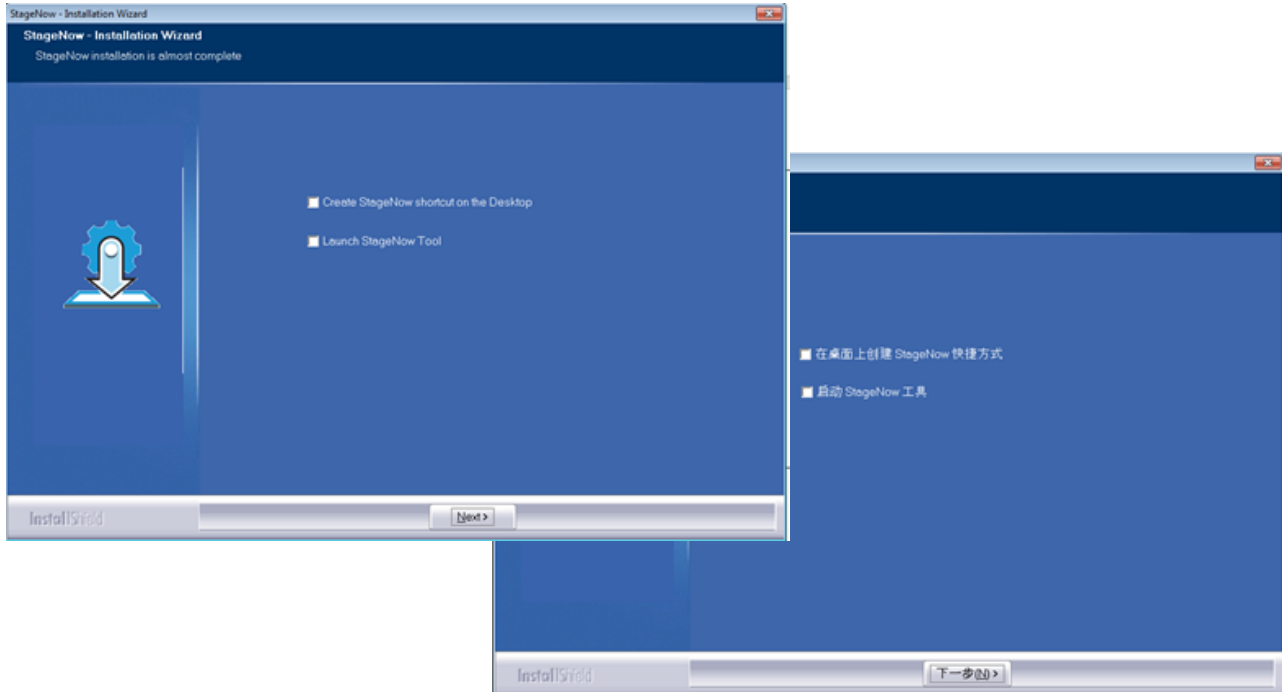 StageNow - Installation Wizard
StageNow - Installation Wizard
StageNow installation is almost complete
Create StageNow shortcut on the Desktop
Launch StageNow Tool
InstallShield
Next >
在桌面上创建 StageNow 快捷方式
启动 StageNow 工具
InstallShield
下一步(N) >